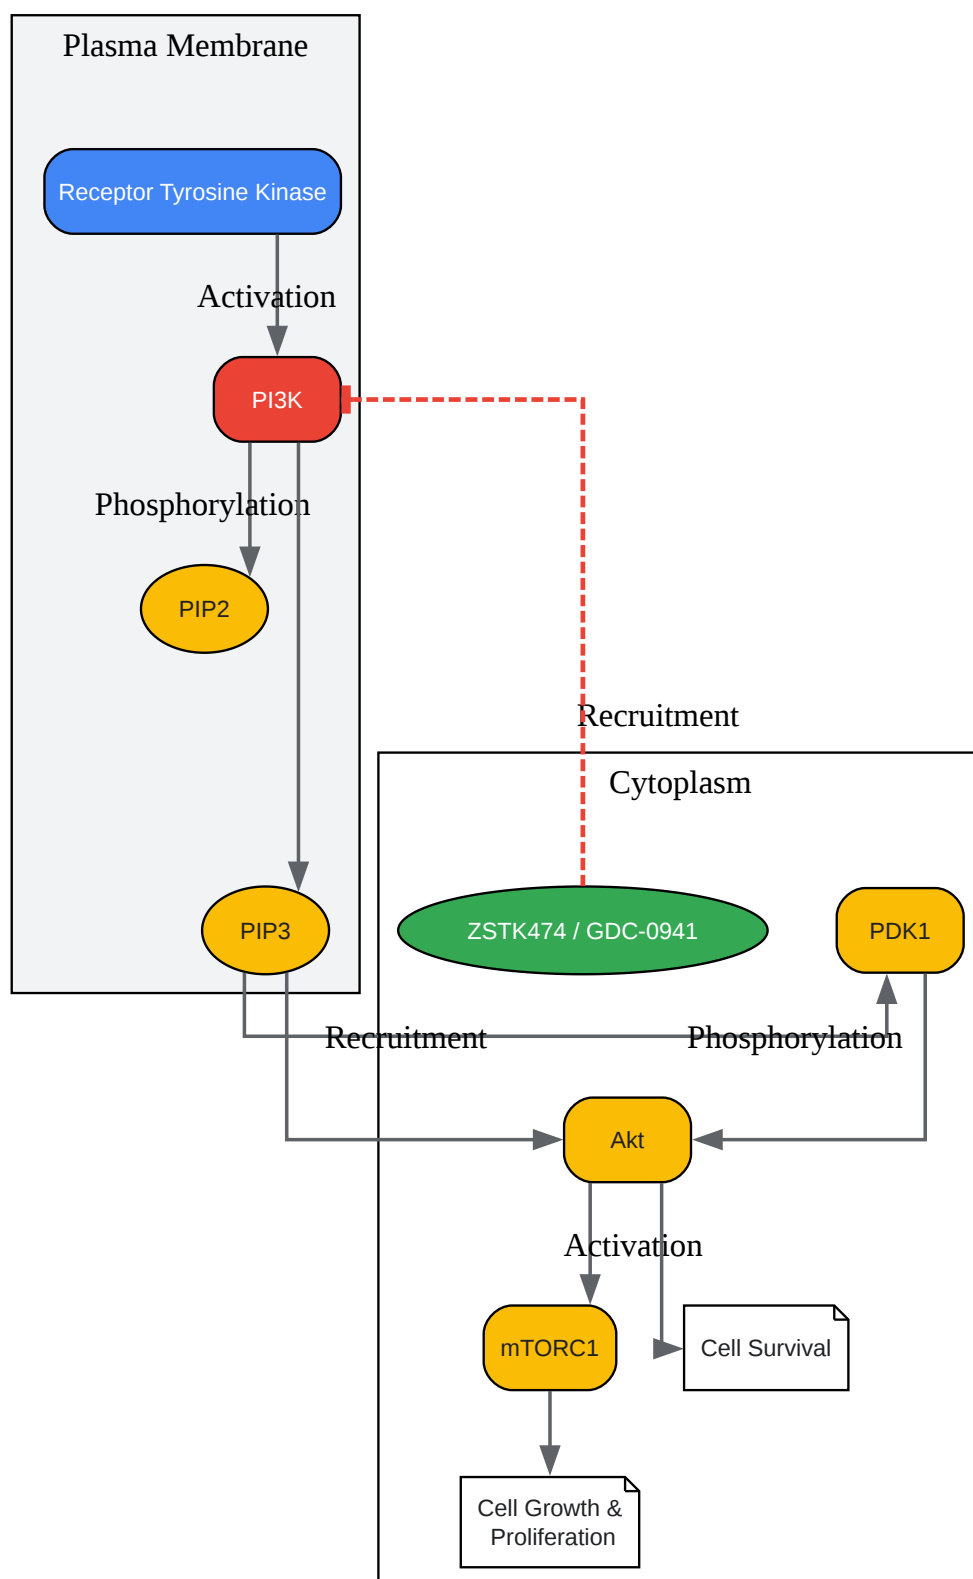 Plasma Membrane
Receptor Tyrosine Kinase
Activation
PI3K
Phosphorylation
PIP2
Recruitment
Cytoplasm
PIP3
ZSTK474 / GDC-0941
PDK1
Recruitment
Phosphorylation
Akt
Activation
mTORC1
Cell Survival
Cell Growth &
Proliferation